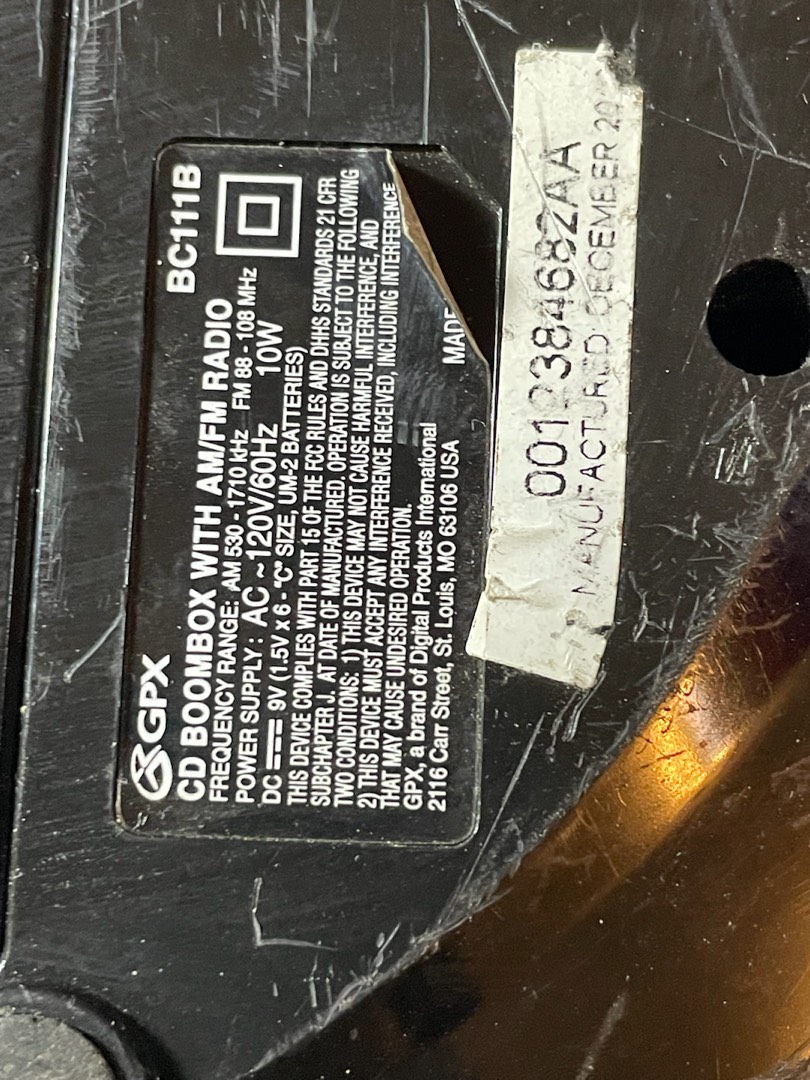 GPX
CD BOOMBOX WITH AM/FM RADIO BC111B
FREQUENCY RANGE: AM 530 - 1710 kHz FM 88 - 108 MHz
POWER SUPPLY : AC ~ 120V/60Hz 10W
DC 9V (1.5V x 6 - "C" SIZE, UM-2 BATTERIES)
THIS DEVICE COMPLIES WITH PART 15 OF THE FCC RULES AND DHHS STANDARDS 21 CFR
SUBCHAPTER J. AT DATE OF MANUFACTURED. OPERATION IS SUBJECT TO THE FOLLOWING
TWO CONDITIONS: 1) THIS DEVICE MAY NOT CAUSE HARMFUL INTERFERENCE, AND
2) THIS DEVICE MUST ACCEPT ANY INTERFERENCE RECEIVED, INCLUDING INTERFERENCE
THAT MAY CAUSE UNDESIRED OPERATION.
GPX, a brand of Digital Products International
2116 Carr Street, St. Louis, MO 63106 USA MADE
MANUFACTURED DECEMBER